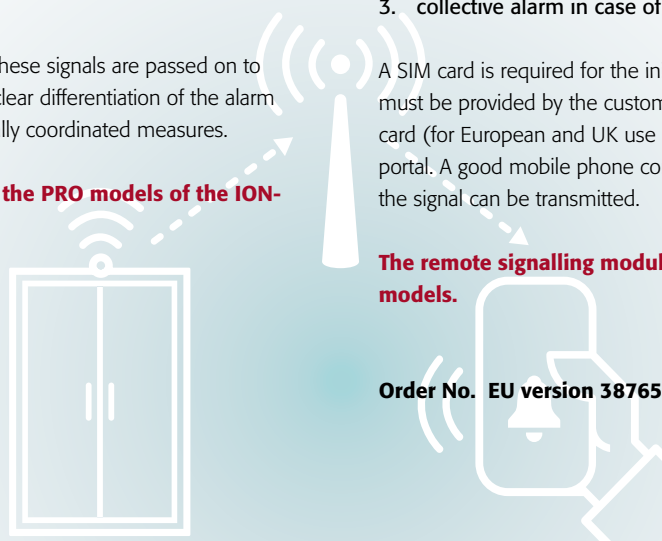 hese signals are passed on to
lear differentiation of the alarm
lly coordinated measures.
the PRO models of the ION-
3. collective alarm in case of
A SIM card is required for the in
must be provided by the custom
card (for European and UK use
portal. A good mobile phone co
the signal can be transmitted.
The remote signalling modul
models.
Order No. EU version 38765